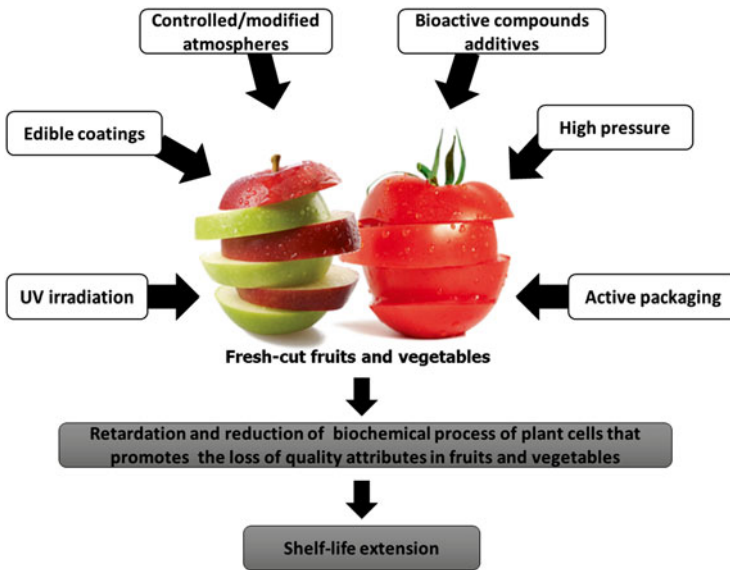 Controlled/modified
atmospheres
Bioactive compounds
additives
Edible coatings
High pressure
UV irradiation
Active packaging
Fresh-cut fruits and vegetables
Retardation and reduction of biochemical process of plant cells that
promotes the loss of quality attributes in fruits and vegetables
Shelf-life extension